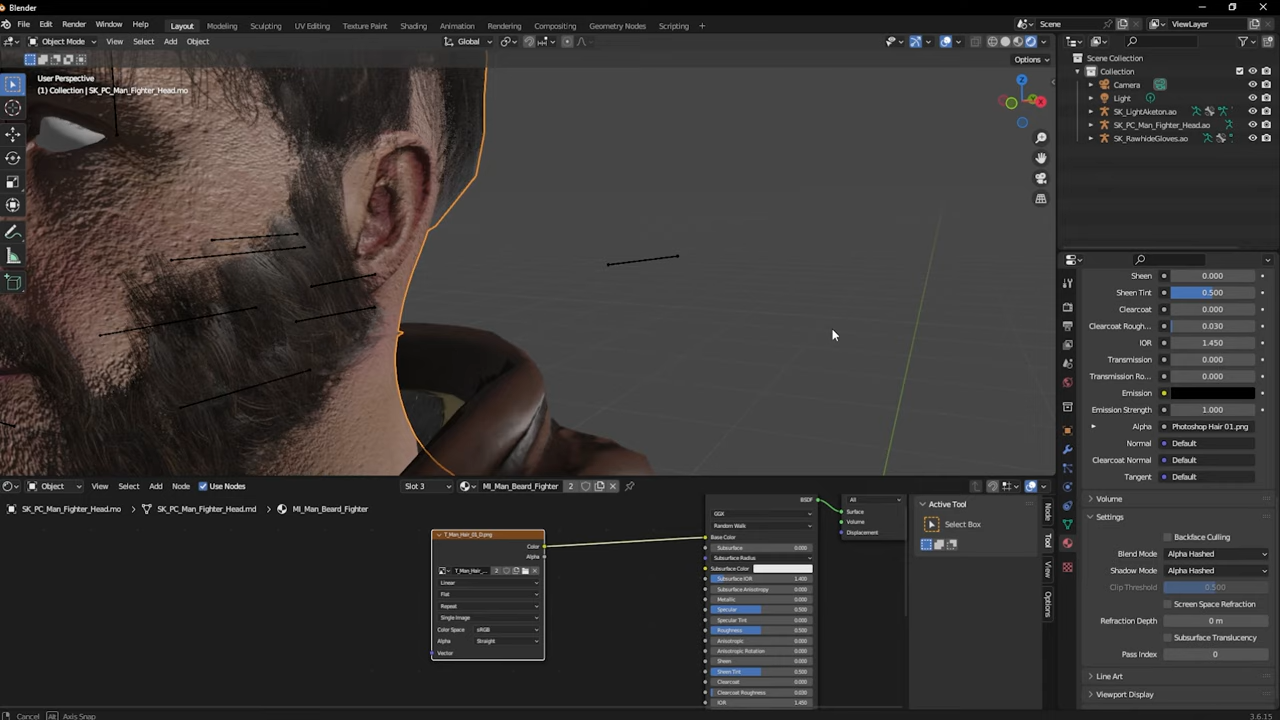 Blender
File Edit Render Window Help Layout Modeling Sculpting UV Editing Texture Paint Shading Animation Rendering Compositing Geometry Nodes Scripting + Scene ViewLayer
Object Mode View Select Add Object Global
Options
User Perspective
(1) Collection | SK_PC_Man_Fighter_Head.mo
Scene Collection
Collection
Camera
Light
SK_LightAketon.ao
SK_PC_Man_Fighter_Head.ao
SK_RawhideGloves.ao
Sheen 0.000
Sheen Tint 0.500
Clearcoat 0.000
Clearcoat Rough... 0.030
IOR 1.450
Transmission 0.000
Transmission Ro... 0.000
Emission
Emission Strength 1.000
Alpha Photoshop Hair 01.png
Normal Default
Clearcoat Normal Default
Tangent Default
Volume
Settings
Backface Culling
Blend Mode Alpha Hashed
Shadow Mode Alpha Hashed
Clip Threshold 0.500
Screen Space Refraction
Refraction Depth 0 m
Subsurface Translucency
Pass Index 0
Line Art
Viewport Display
Object View Select Add Node Use Nodes Slot 3 MI_Man_Beard_Fighter 2
SK_PC_Man_Fighter_Head.mo SK_PC_Man_Fighter_Head.md MI_Man_Beard_Fighter
T_Man_Hair_01_D.png
Color
Alpha
T_Man_Hair_... 2
Linear
Flat
Repeat
Single Image
Color Space sRGB
Alpha Straight
Vector
BSDF
GGX
Random Walk
Base Color
Subsurface 0.000
Subsurface Radius
Subsurface Color
Subsurface IOR 1.400
Subsurface Anisotropy 0.000
Metallic 0.000
Specular 0.500
Specular Tint 0.000
Roughness 0.500
Anisotropic 0.000
Anisotropic Rotation 0.000
Sheen 0.000
Sheen Tint 0.500
Clearcoat 0.000
Clearcoat Roughness 0.030
IOR 1.450
All
Surface
Volume
Displacement
Active Tool
Select Box
Node
Tool
View
Options
Cancel Alt Axis Snap
3.6.15